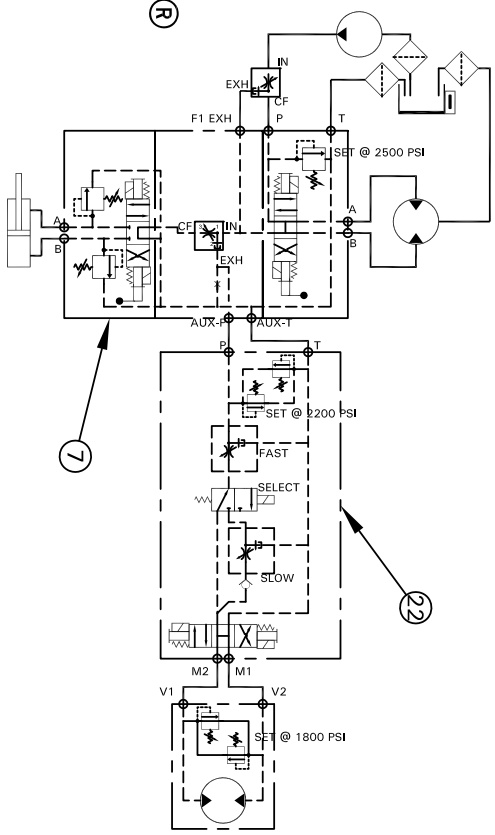 R
IN
EXH
CF
F1 EXH
P
T
SET @ 2500 PSI
A
B
A
B
CF
IN
EXH
AUX-P
AUX-T
P
T
7
SET @ 2200 PSI
FAST
SELECT
SLOW
22
M2
M1
V1
V2
SET @ 1800 PSI